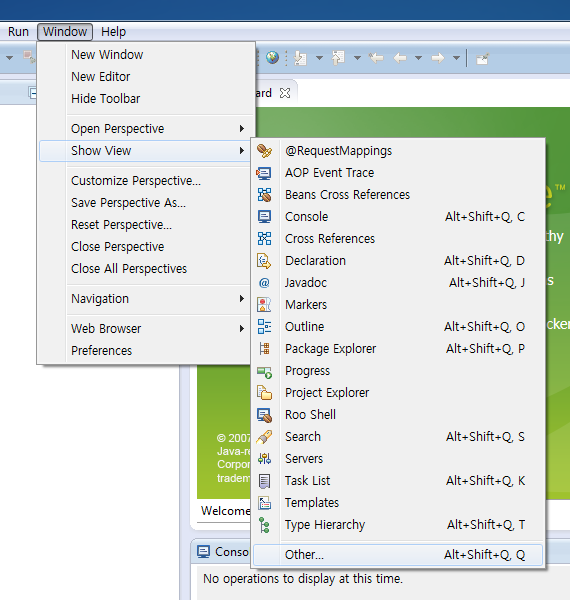 Run Window Help
New Window
New Editor
Hide Toolbar
Open Perspective
Show View
Customize Perspective...
Save Perspective As...
Reset Perspective...
Close Perspective
Close All Perspectives
Navigation
Web Browser
Preferences
ard
@RequestMappings
AOP Event Trace
Beans Cross References
Console Alt+Shift+Q, C
Cross References
Declaration Alt+Shift+Q, D
@ Javadoc Alt+Shift+Q, J
Markers
Outline Alt+Shift+Q, O
Package Explorer Alt+Shift+Q, P
Progress
Project Explorer
Roo Shell
Search Alt+Shift+Q, S
Servers
Task List Alt+Shift+Q, K
Templates
Type Hierarchy Alt+Shift+Q, T
Other... Alt+Shift+Q, Q
e™
thy
s
cker
© 2007
Java-re
Corpor
tradem
Welcome
Conso
No operations to display at this time.